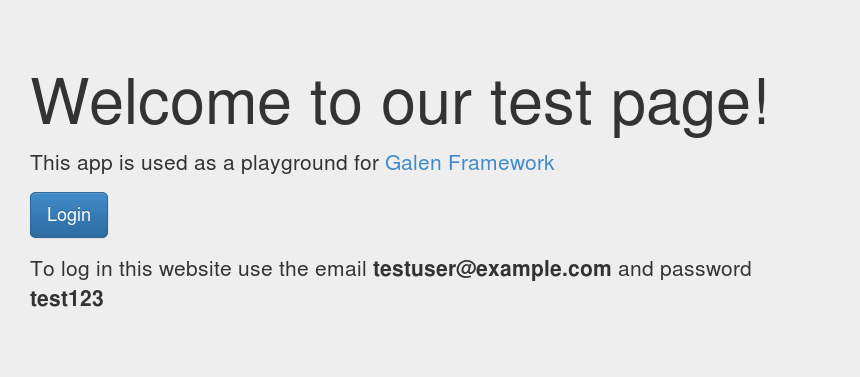 Welcome to our test page!
This app is used as a playground for Galen Framework
Login
To log in this website use the email testuser@example.com and password
test123